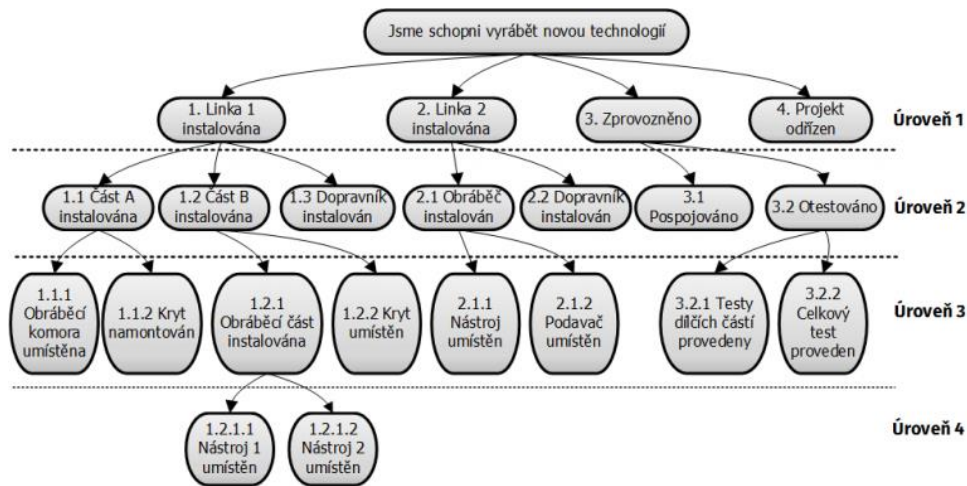 Jsme schopni vyrábět novou technologií
1. Linka 1
instalována
2. Linka 2
instalována
3. Zprovozněno
4. Projekt
odřízen
Úroveň 1
1.1 Část A
instalována
1.2 Část B
instalována
1.3 Dopravník
instalován
2.1 Obráběč
instalován
2.2 Dopravník
instalován
3.1
Pospojováno
3.2 Otestováno
Úroveň 2
1.1.1
Obráběcí
komora
umístěna
1.1.2 Kryt
namontován
1.2.1
Obráběcí část
instalována
1.2.2 Kryt
umístěn
2.1.1
Nástroj
umístěn
2.1.2
Podavač
umístěn
3.2.1 Testy
dílčích částí
provedeny
3.2.2
Celkový
test
proveden
Úroveň 3
1.2.1.1
Nástroj 1
umístěn
1.2.1.2
Nástroj 2
umístěn
Úroveň 4